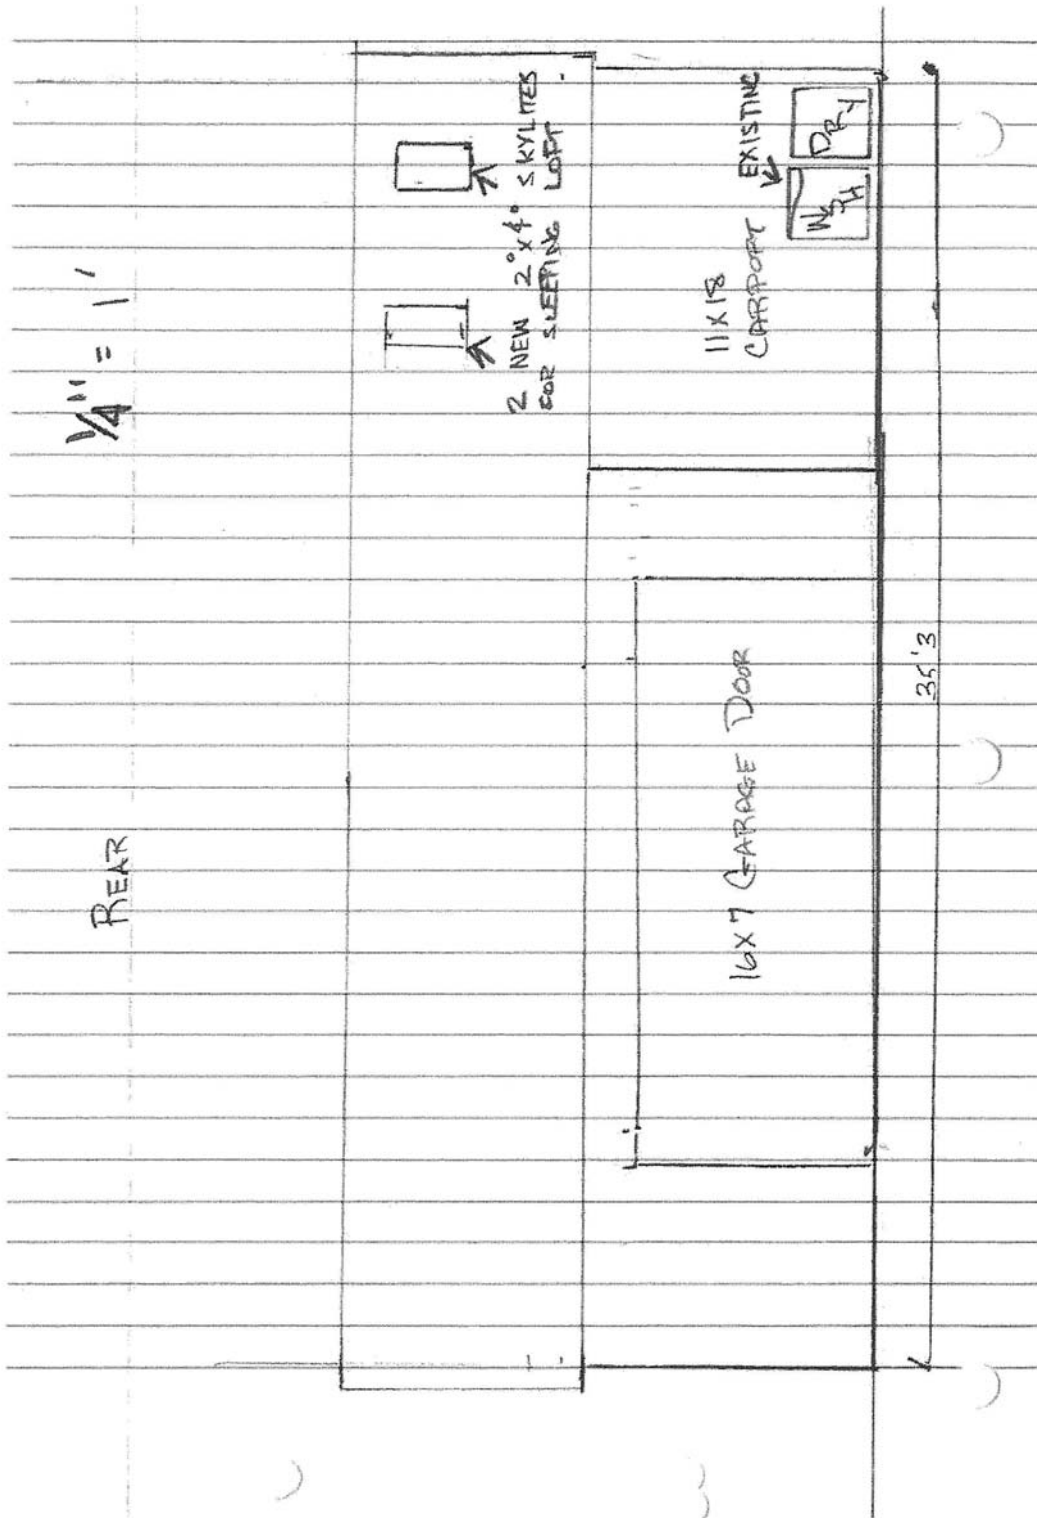 1/4" = 1'
REAR
2 NEW 2°x4° SKYLITES
FOR SLEEPING LOFT
EXISTING
DRY
WSH
11X18
CARPORT
16X7 GARAGE DOOR
35'3